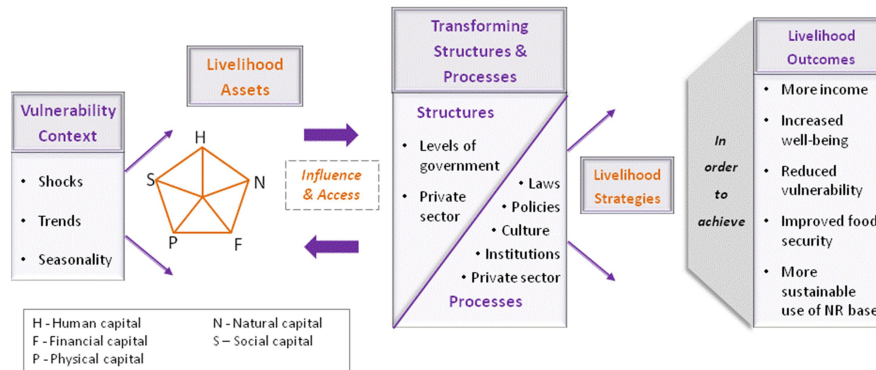 Vulnerability
Context
• Shocks
• Trends
• Seasonality
Livelihood
Assets
H
S
N
P
F
Influence
& Access
Transforming
Structures &
Processes
Structures
• Levels of
government
• Private
sector
• Laws
• Policies
• Culture
• Institutions
• Private sector
Processes
Livelihood
Strategies
In
order
to
achieve
Livelihood
Outcomes
• More income
• Increased
well-being
• Reduced
vulnerability
• Improved food
security
• More
sustainable
use of NR base
H - Human capital
N - Natural capital
F - Financial capital
S – Social capital
P - Physical capital